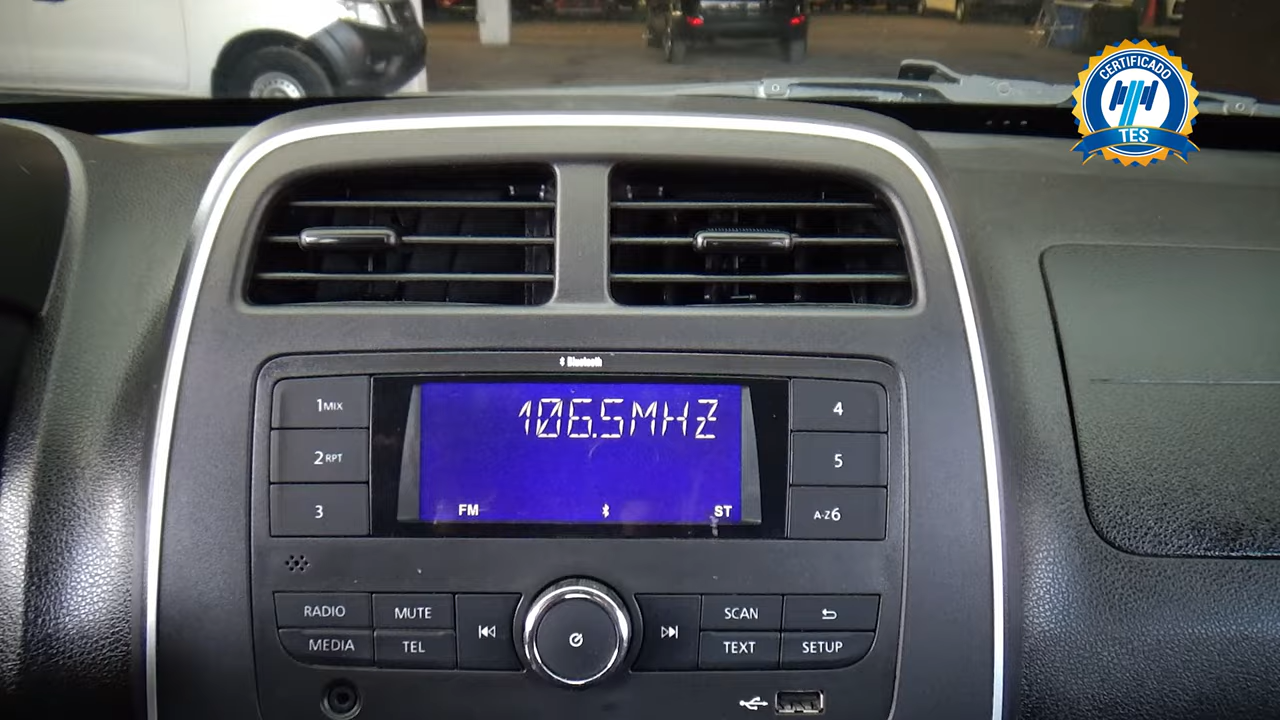 CERTIFICADO
TES
Bluetooth
106.5MHZ
FM
ST
1MIX
2RPT
3
4
5
A-Z6
RADIO
MUTE
SCAN
MEDIA
TEL
TEXT
SETUP